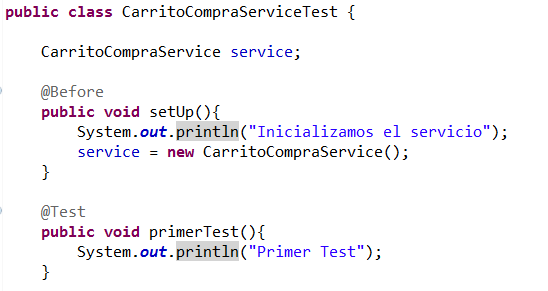 public class CarritoCompraServiceTest {
CarritoCompraService service;
@Before
public void setUp(){
System.out.println("Inicializamos el servicio");
service = new CarritoCompraService();
}
@Test
public void primerTest(){
System.out.println("Primer Test");
}